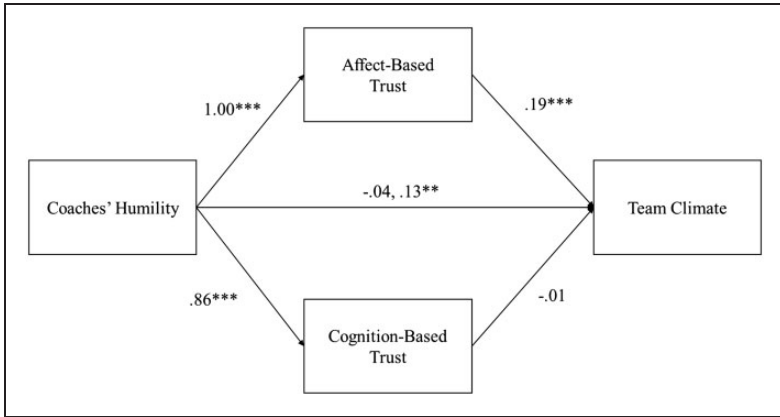 Affect-Based
Trust
1.00***
.19***
Coaches’ Humility
-.04, .13**
Team Climate
.86***
-.01
Cognition-Based
Trust